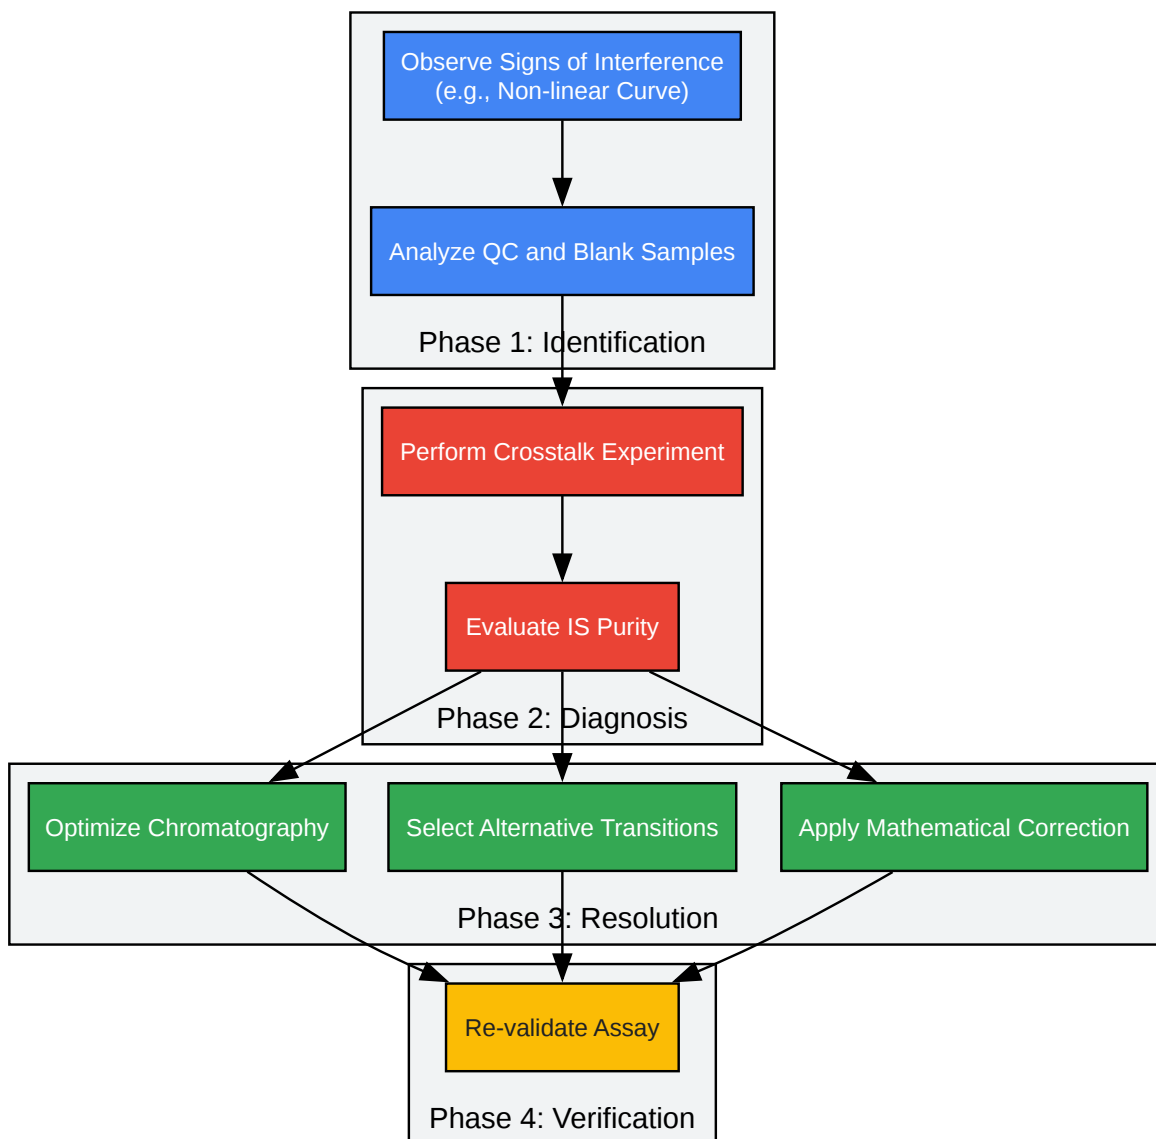 Observe Signs of Interference
(e.g., Non-linear Curve)
Analyze QC and Blank Samples
Phase 1: Identification
Perform Crosstalk Experiment
Evaluate IS Purity
Phase 2: Diagnosis
Optimize Chromatography
Select Alternative Transitions
Apply Mathematical Correction
Phase 3: Resolution
Re-validate Assay
Phase 4: Verification